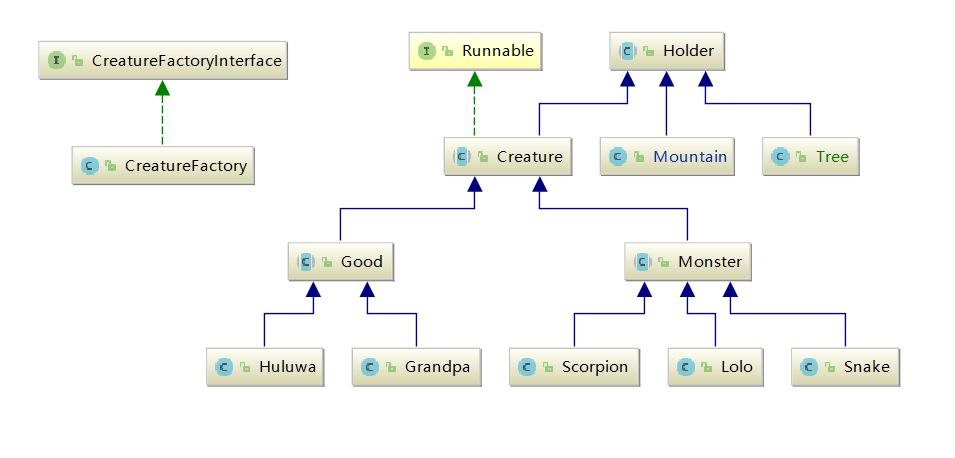 CreatureFactoryInterface
Runnable
Holder
CreatureFactory
Creature
Mountain
Tree
Good
Monster
Huluwa
Grandpa
Scorpion
Lolo
Snake